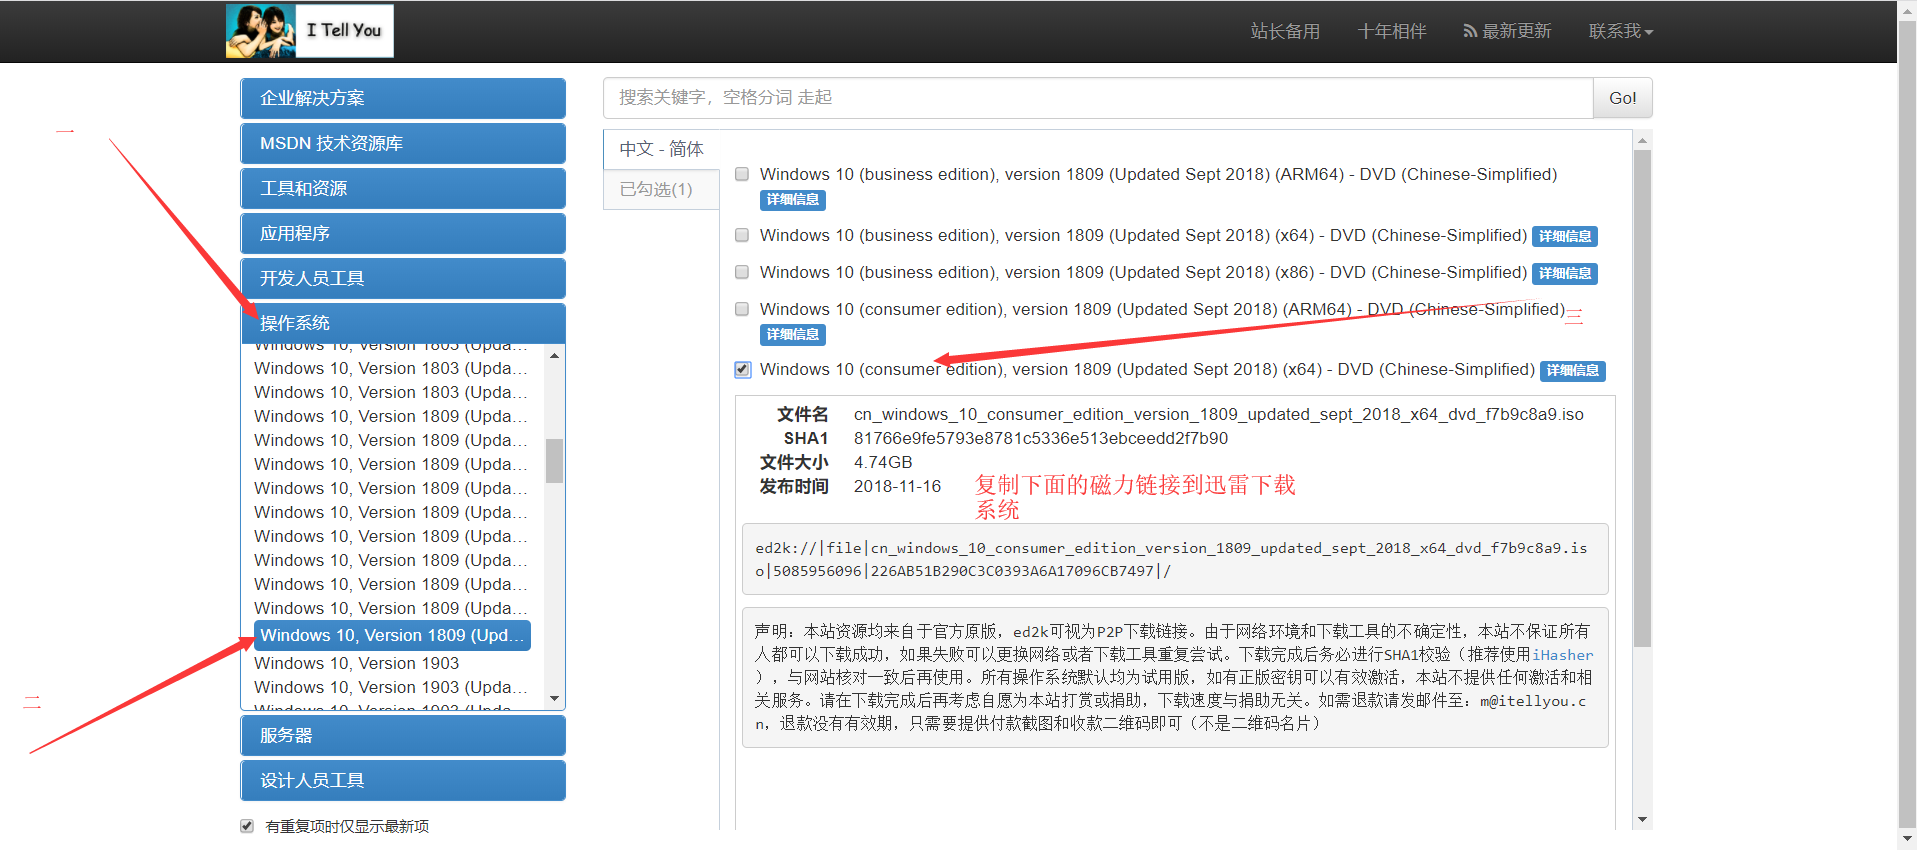 I Tell You
站长备用
十年相伴
最新更新
联系我
企业解决方案
MSDN 技术资源库
工具和资源
应用程序
开发人员工具
操作系统
Windows 10, Version 1803 (Upda...
Windows 10, Version 1803 (Upda...
Windows 10, Version 1803 (Upda...
Windows 10, Version 1809 (Upda...
Windows 10, Version 1809 (Upda...
Windows 10, Version 1809 (Upda...
Windows 10, Version 1809 (Upda...
Windows 10, Version 1809 (Upda...
Windows 10, Version 1809 (Upda...
Windows 10, Version 1809 (Upda...
Windows 10, Version 1809 (Upda...
Windows 10, Version 1809 (Upda...
Windows 10, Version 1809 (Upd...
Windows 10, Version 1903
Windows 10, Version 1903 (Upda...
Windows 10, Version 1903 (Upda...
服务器
设计人员工具
有重复项时仅显示最新项
一
二
搜索关键字，空格分词 走起
Go!
中文 - 简体
已勾选(1)
Windows 10 (business edition), version 1809 (Updated Sept 2018) (ARM64) - DVD (Chinese-Simplified)
详细信息
Windows 10 (business edition), version 1809 (Updated Sept 2018) (x64) - DVD (Chinese-Simplified) 详细信息
Windows 10 (business edition), version 1809 (Updated Sept 2018) (x86) - DVD (Chinese-Simplified) 详细信息
Windows 10 (consumer edition), version 1809 (Updated Sept 2018) (ARM64) - DVD (Chinese-Simplified)
三
详细信息
Windows 10 (consumer edition), version 1809 (Updated Sept 2018) (x64) - DVD (Chinese-Simplified) 详细信息
文件名 cn_windows_10_consumer_edition_version_1809_updated_sept_2018_x64_dvd_f7b9c8a9.iso
SHA1 81766e9fe5793e8781c5336e513ebceedd2f7b90
文件大小 4.74GB
发布时间 2018-11-16
复制下面的磁力链接到迅雷下载
系统
ed2k://|file|cn_windows_10_consumer_edition_version_1809_updated_sept_2018_x64_dvd_f7b9c8a9.is
o|5085956096|226AB51B290C3C0393A6A17096CB7497|/
声明：本站资源均来自于官方原版，ed2k可视为P2P下载链接。由于网络环境和下载工具的不确定性，本站不保证所有
人都可以下载成功，如果失败可以更换网络或者下载工具重复尝试。下载完成后务必进行SHA1校验（推荐使用iHasher
），与网站核对一致后再使用。所有操作系统默认均为试用版，如有正版密钥可以有效激活，本站不提供任何激活和相
关服务。请在下载完成后再考虑自愿为本站打赏或捐助，下载速度与捐助无关。如需退款请发邮件至：m@itellyou.c
n，退款没有有效期，只需要提供付款截图和收款二维码即可（不是二维码名片）